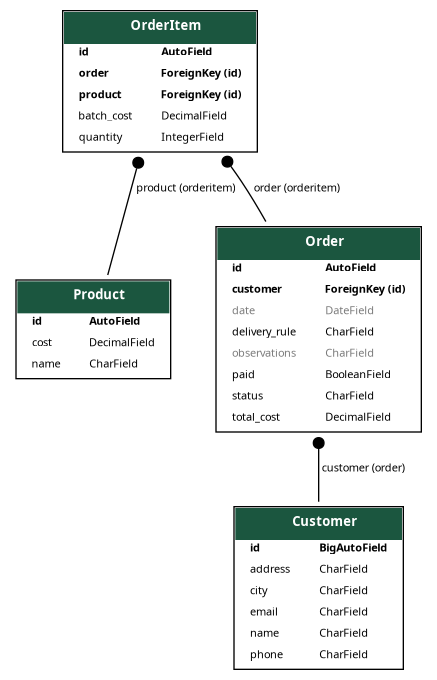 OrderItem
id AutoField
order ForeignKey (id)
product ForeignKey (id)
batch_cost DecimalField
quantity IntegerField
product (orderitem)
order (orderitem)
Order
id AutoField
customer ForeignKey (id)
date DateField
delivery_rule CharField
observations CharField
paid BooleanField
status CharField
total_cost DecimalField
Product
id AutoField
cost DecimalField
name CharField
customer (order)
Customer
id BigAutoField
address CharField
city CharField
email CharField
name CharField
phone CharField